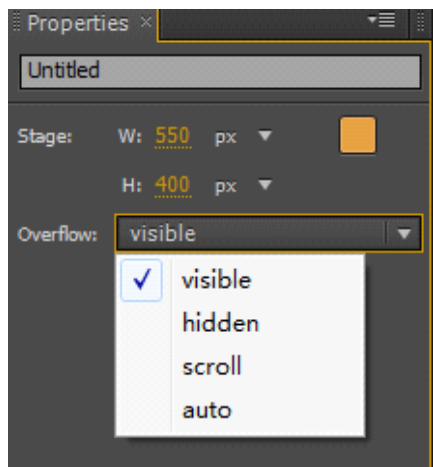 Properties ×
Untitled
Stage: W: 550 px
H: 400 px
Overflow: visible
visible
hidden
scroll
auto